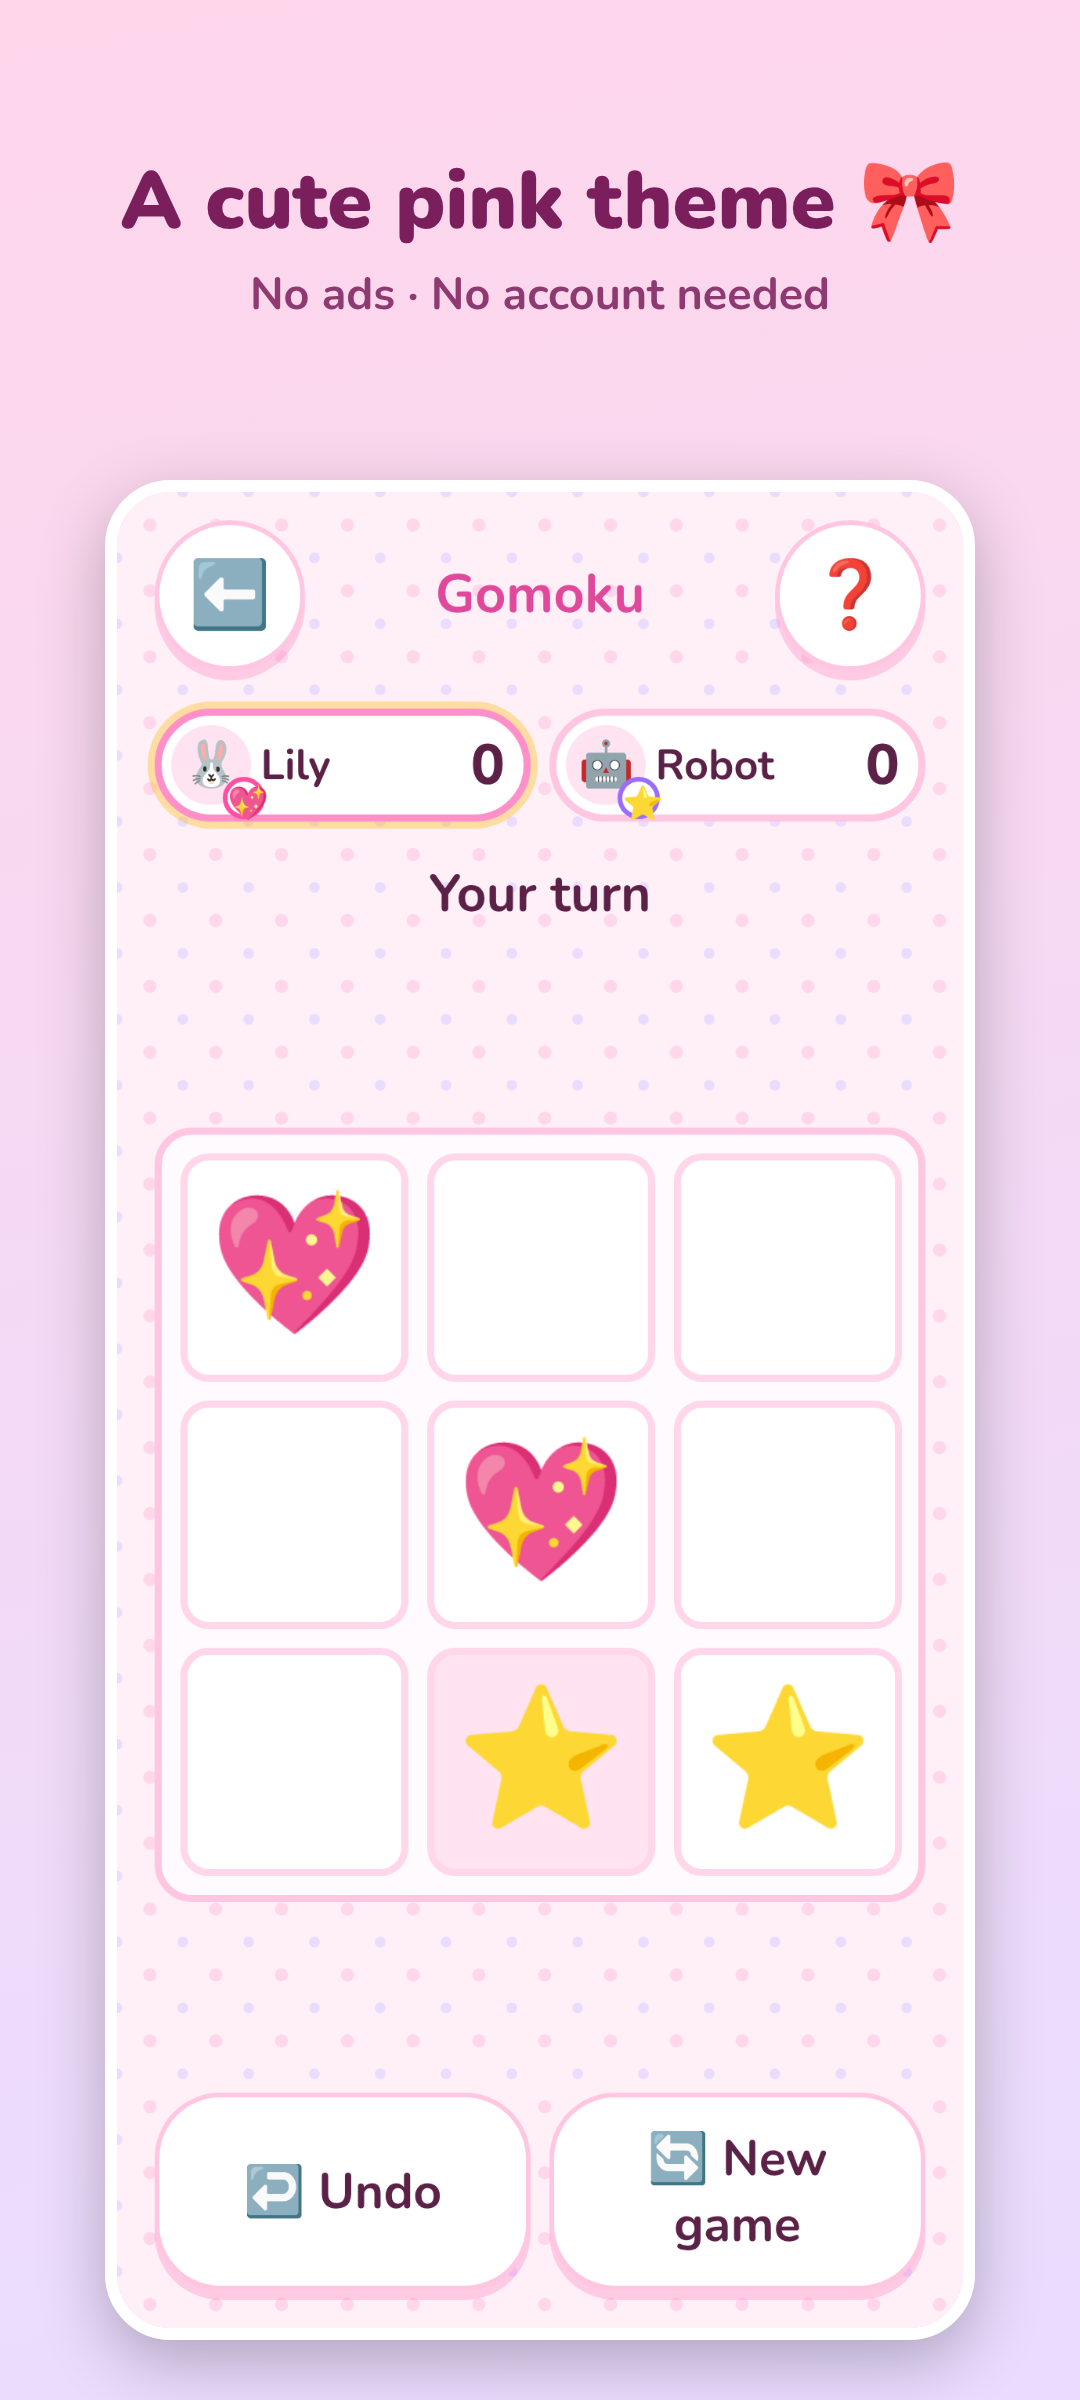 A cute pink theme 🎀
No ads · No account needed
Gomoku
Lily 0
Robot 0
Your turn
Undo
New
game